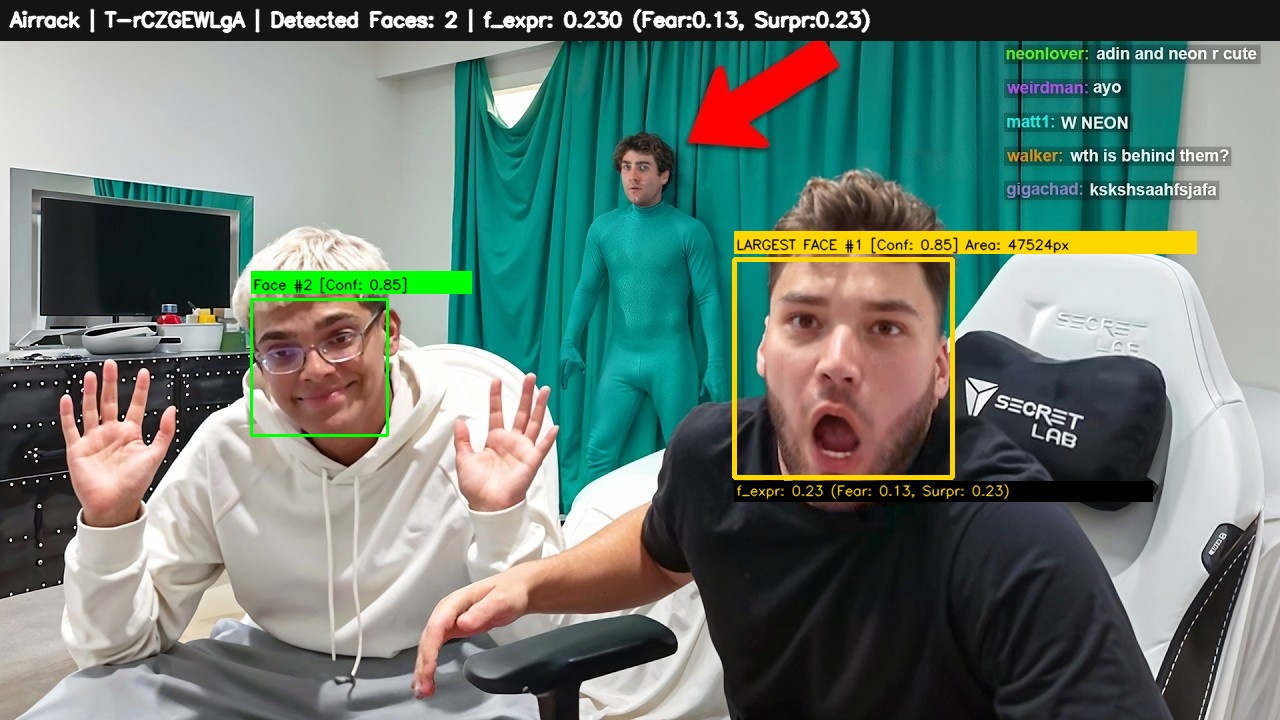 Airrack | T-rCZGEWLgA | Detected Faces: 2 | f_expr: 0.230 (Fear:0.13, Surpr:0.23)
neonlover: adin and neon r cute
weirdman: ayo
matt1: W NEON
walker: wth is behind them?
gigachad: kskshsaahfsjafa
LARGEST FACE #1 [Conf: 0.85] Area: 47524px
Face #2 [Conf: 0.85]
SECRET
LAB
SECRET
LAB
f_expr: 0.23 (Fear: 0.13, Surpr: 0.23)